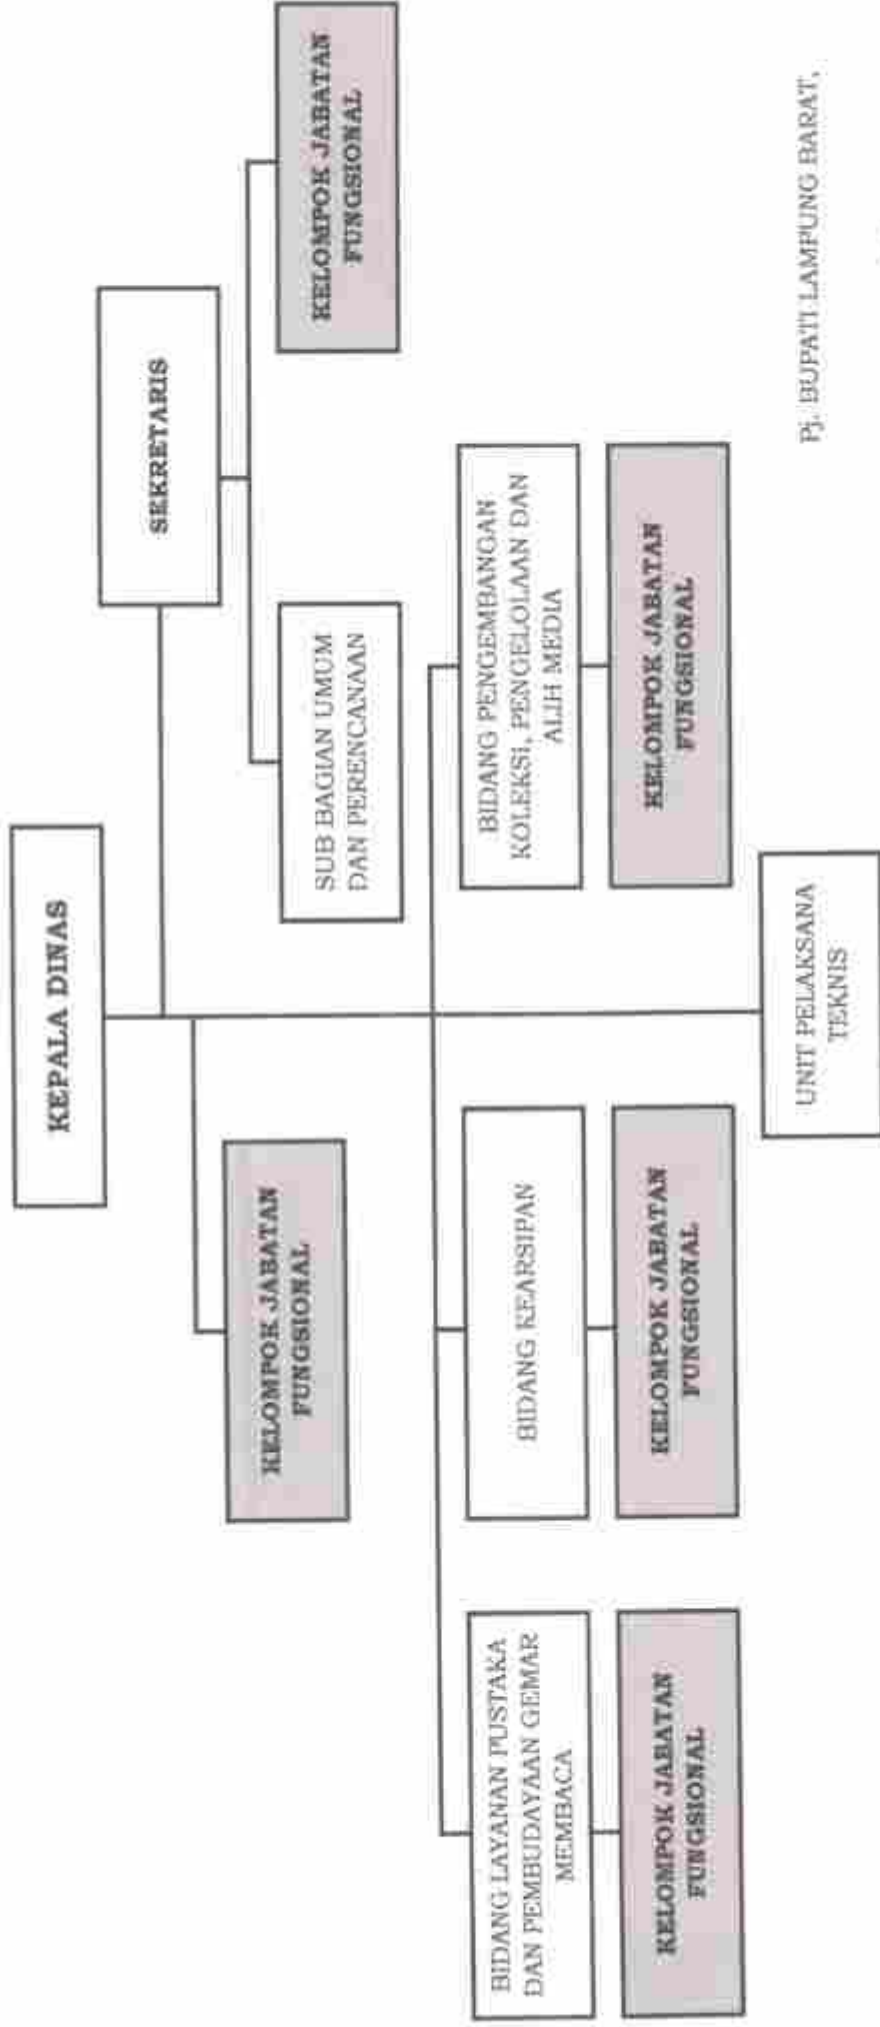 KEPALA DINAS
SEKRETARIS
KELOMPOK JABATAN
FUNGSIONAL
SUB BAGIAN UMUM
DAN PERENCANAAN
KELOMPOK JABATAN
FUNGSIONAL
BIDANG LAYANAN PUSTAKA
DAN PEMBUDAYAAN GEMAR
MEMBACA
BIDANG KEARSIPAN
BIDANG PENGEMBANGAN
KOLEKSI, PENGELOLAAN DAN
ALIH MEDIA
KELOMPOK JABATAN
FUNGSIONAL
KELOMPOK JABATAN
FUNGSIONAL
KELOMPOK JABATAN
FUNGSIONAL
UNIT PELAKSANA
TEKNIS
Pj. BUPATI LAMPUNG BARAT,